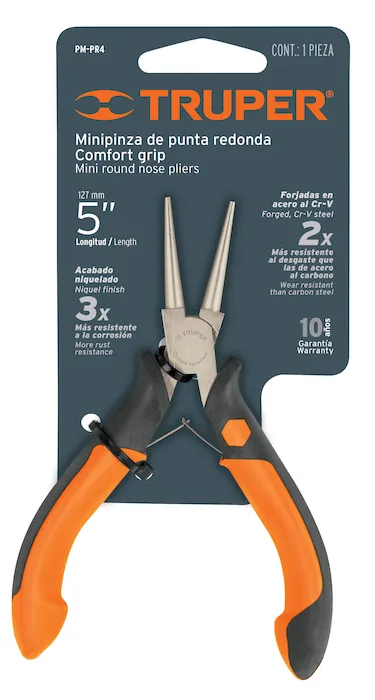 PM-PR4
CONT.: 1 PIEZA
TRUPER®
Minipinza de punta redonda
Comfort grip
Mini round nose pliers
127 mm
5"
Longitud / Length
Forjadas en
acero al Cr-V
Forged, Cr-V steel
2x
Más resistente
al desgaste que
las de acero
al carbono
Wear resistant
than carbon steel
Acabado
niquelado
Niquel finish
3x
Más resistente
a la corrosión
More rust
resistance
10 años
Garantía
Warranty
TRUPER